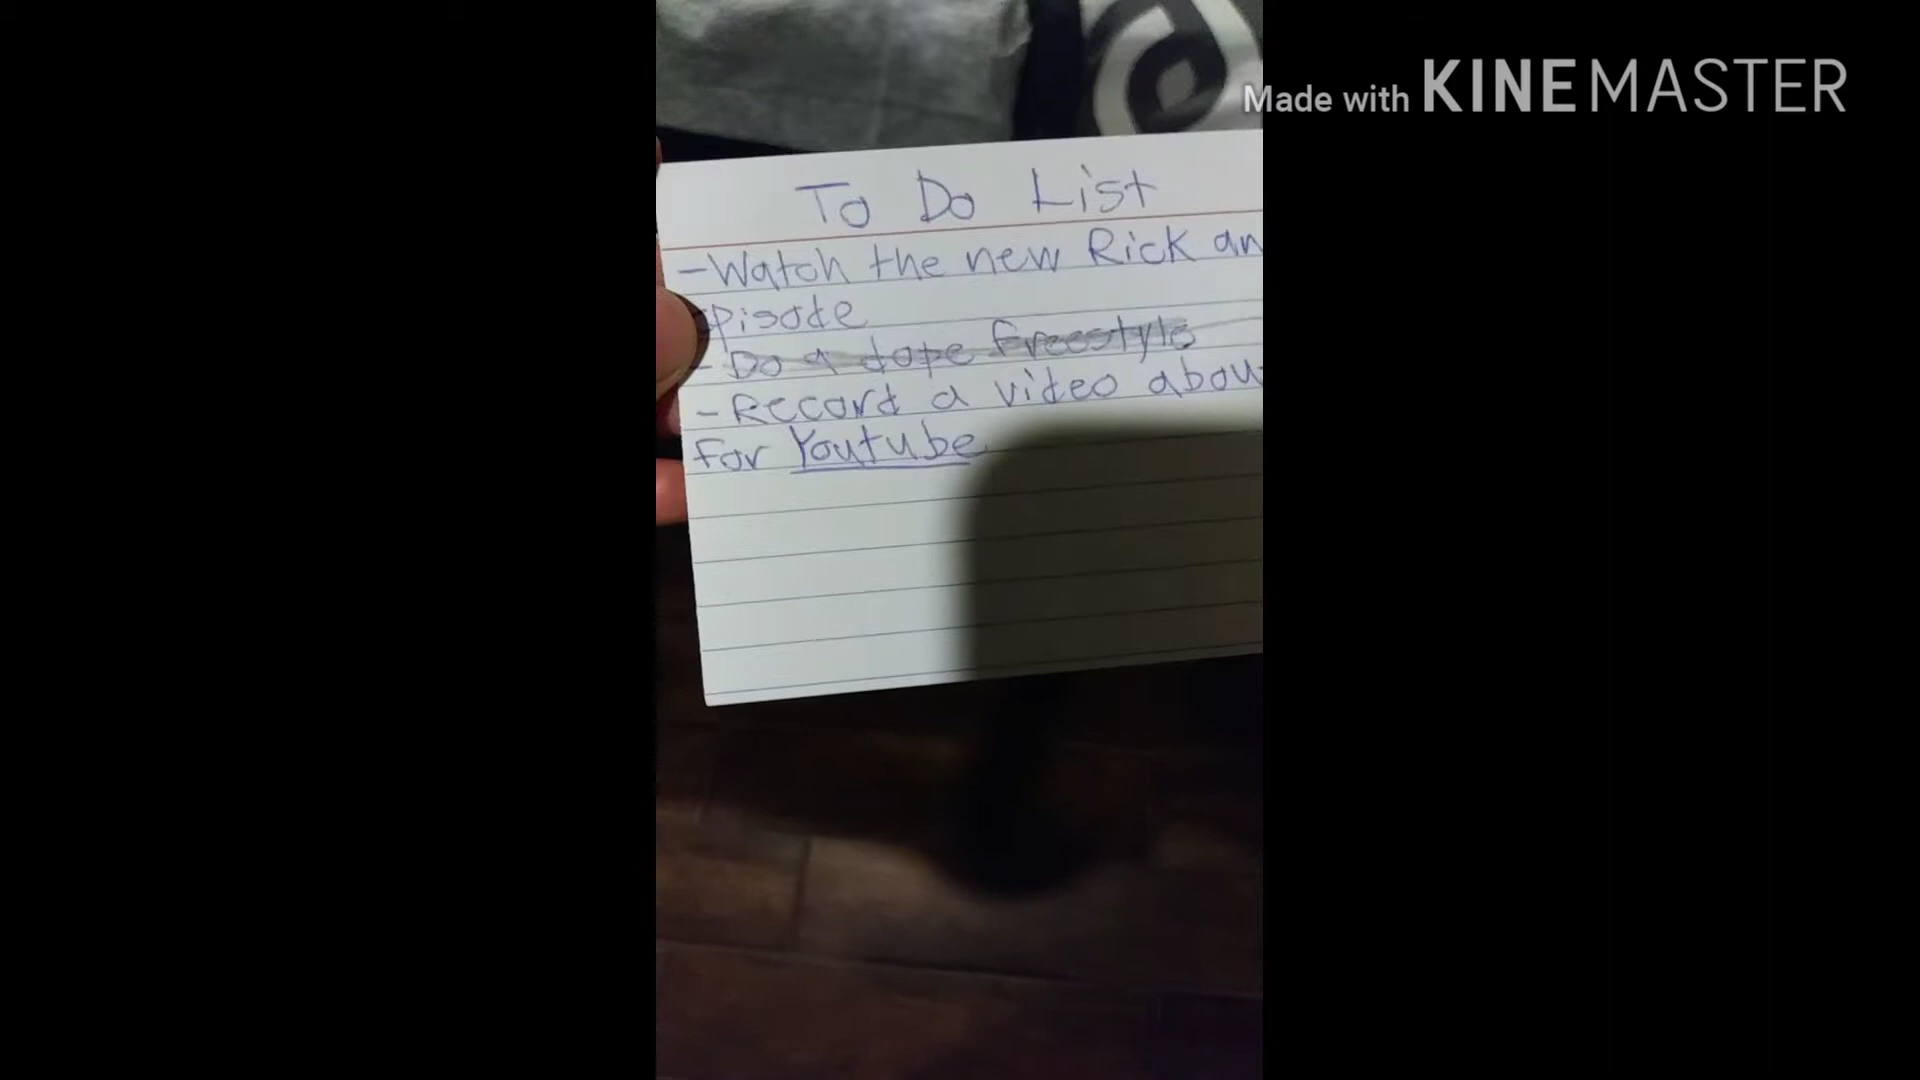 Made with KINEMASTER
To Do List
-Watch the new Rick an
episode
- Do a dope freestyle
-Record a video abou
for Youtube